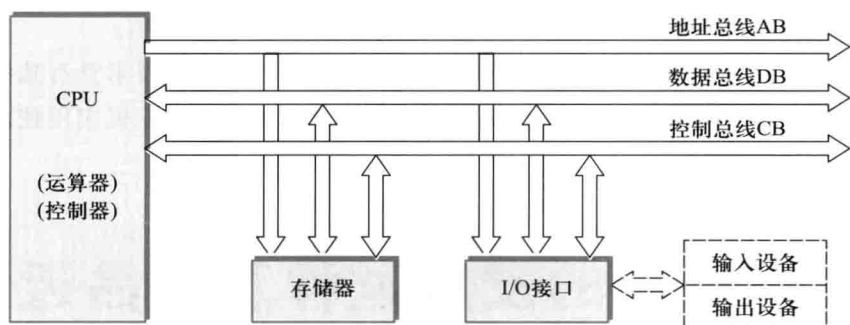 地址总线AB
数据总线DB
CPU
控制总线CB
(运算器)
(控制器)
存储器
I/O接口
输入设备
输出设备